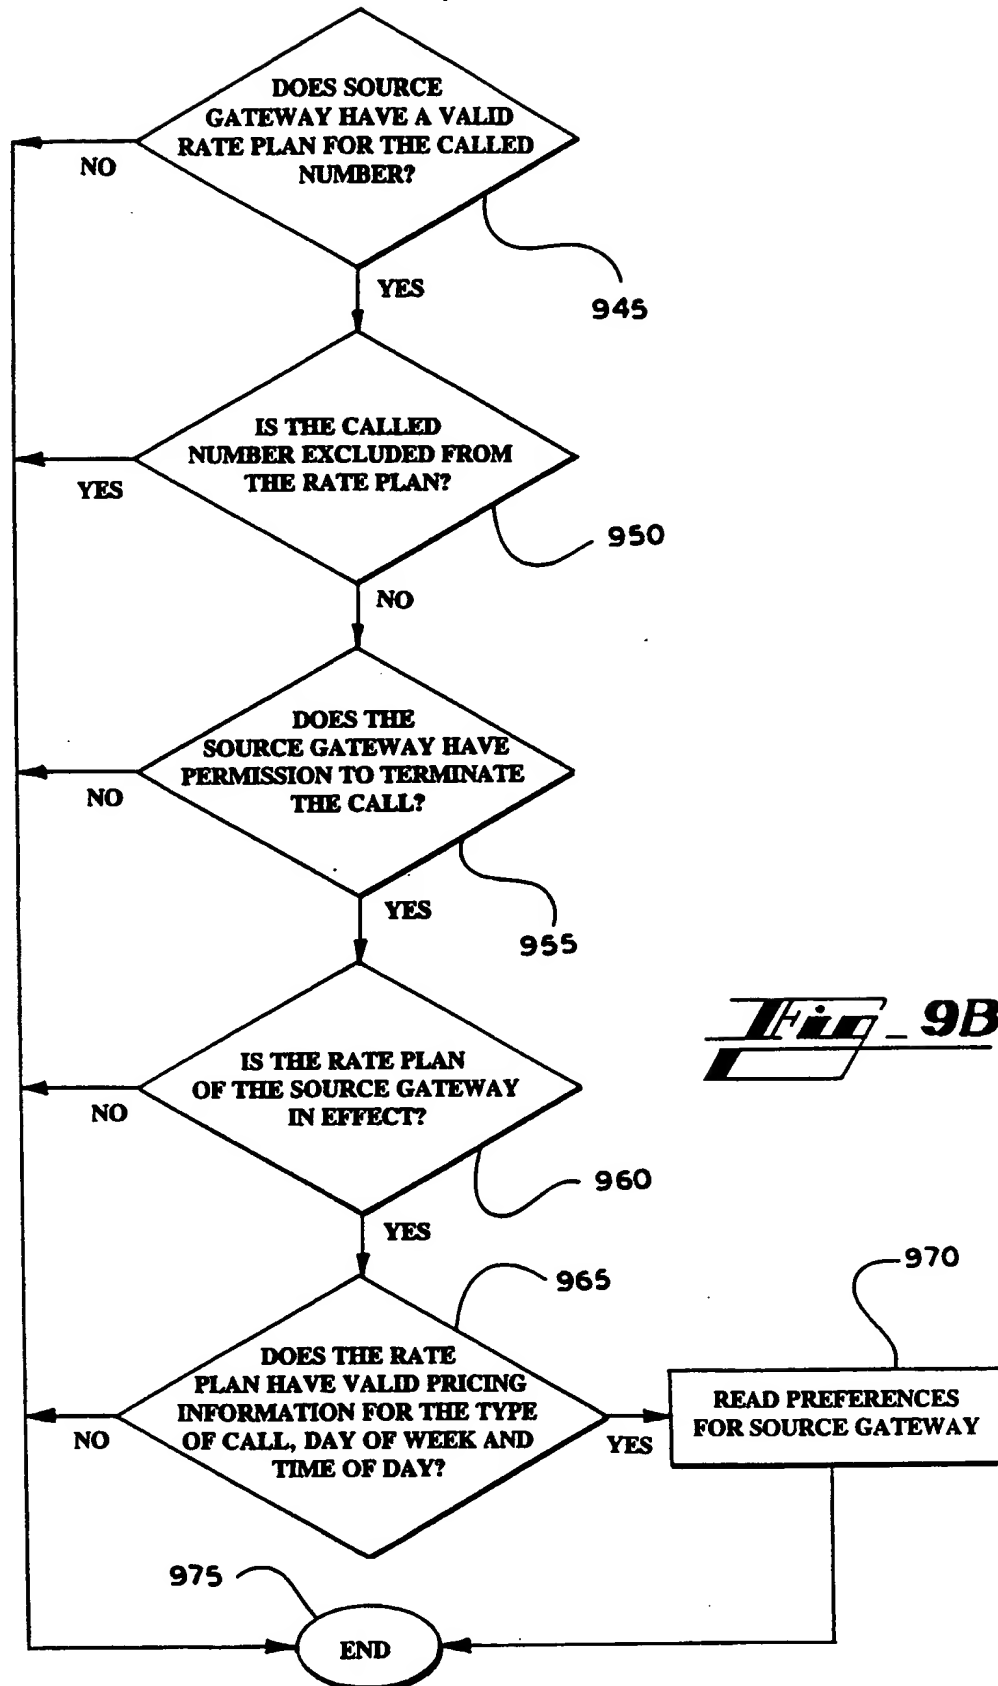 DOES SOURCE
GATEWAY HAVE A VALID
RATE PLAN FOR THE CALLED
NUMBER?
NO
YES
945
IS THE CALLED
NUMBER EXCLUDED FROM
THE RATE PLAN?
YES
950
NO
DOES THE
SOURCE GATEWAY HAVE
PERMISSION TO TERMINATE
THE CALL?
NO
YES
955
Fig_9B
IS THE RATE PLAN
OF THE SOURCE GATEWAY
IN EFFECT?
NO
960
YES
965
970
DOES THE RATE
PLAN HAVE VALID PRICING
INFORMATION FOR THE TYPE
OF CALL, DAY OF WEEK AND
TIME OF DAY?
NO
YES
READ PREFERENCES
FOR SOURCE GATEWAY
975
END